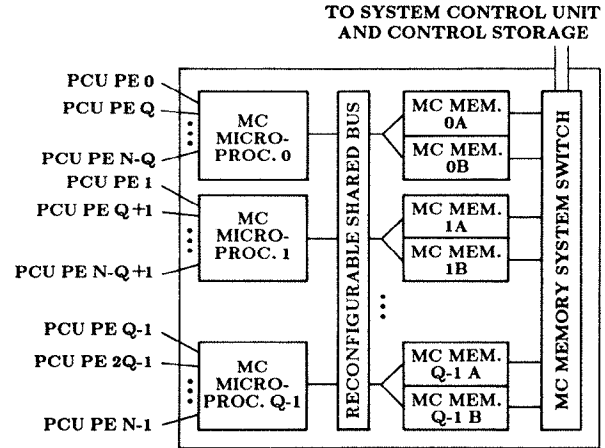 TO SYSTEM CONTROL UNIT
AND CONTROL STORAGE
PCU PE 0
PCU PE Q
PCU PE N-Q
MC
MICRO-
PROC. 0
PCU PE 1
PCU PE Q+1
PCU PE N-Q+1
MC
MICRO-
PROC. 1
PCU PE Q-1
PCU PE 2Q-1
PCU PE N-1
MC
MICRO-
PROC. Q-1
RECONFIGURABLE SHARED BUS
MC MEM.
0A
MC MEM.
0B
MC MEM.
1A
MC MEM.
1B
MC MEM.
Q-1 A
MC MEM.
Q-1 B
MC MEMORY SYSTEM SWITCH